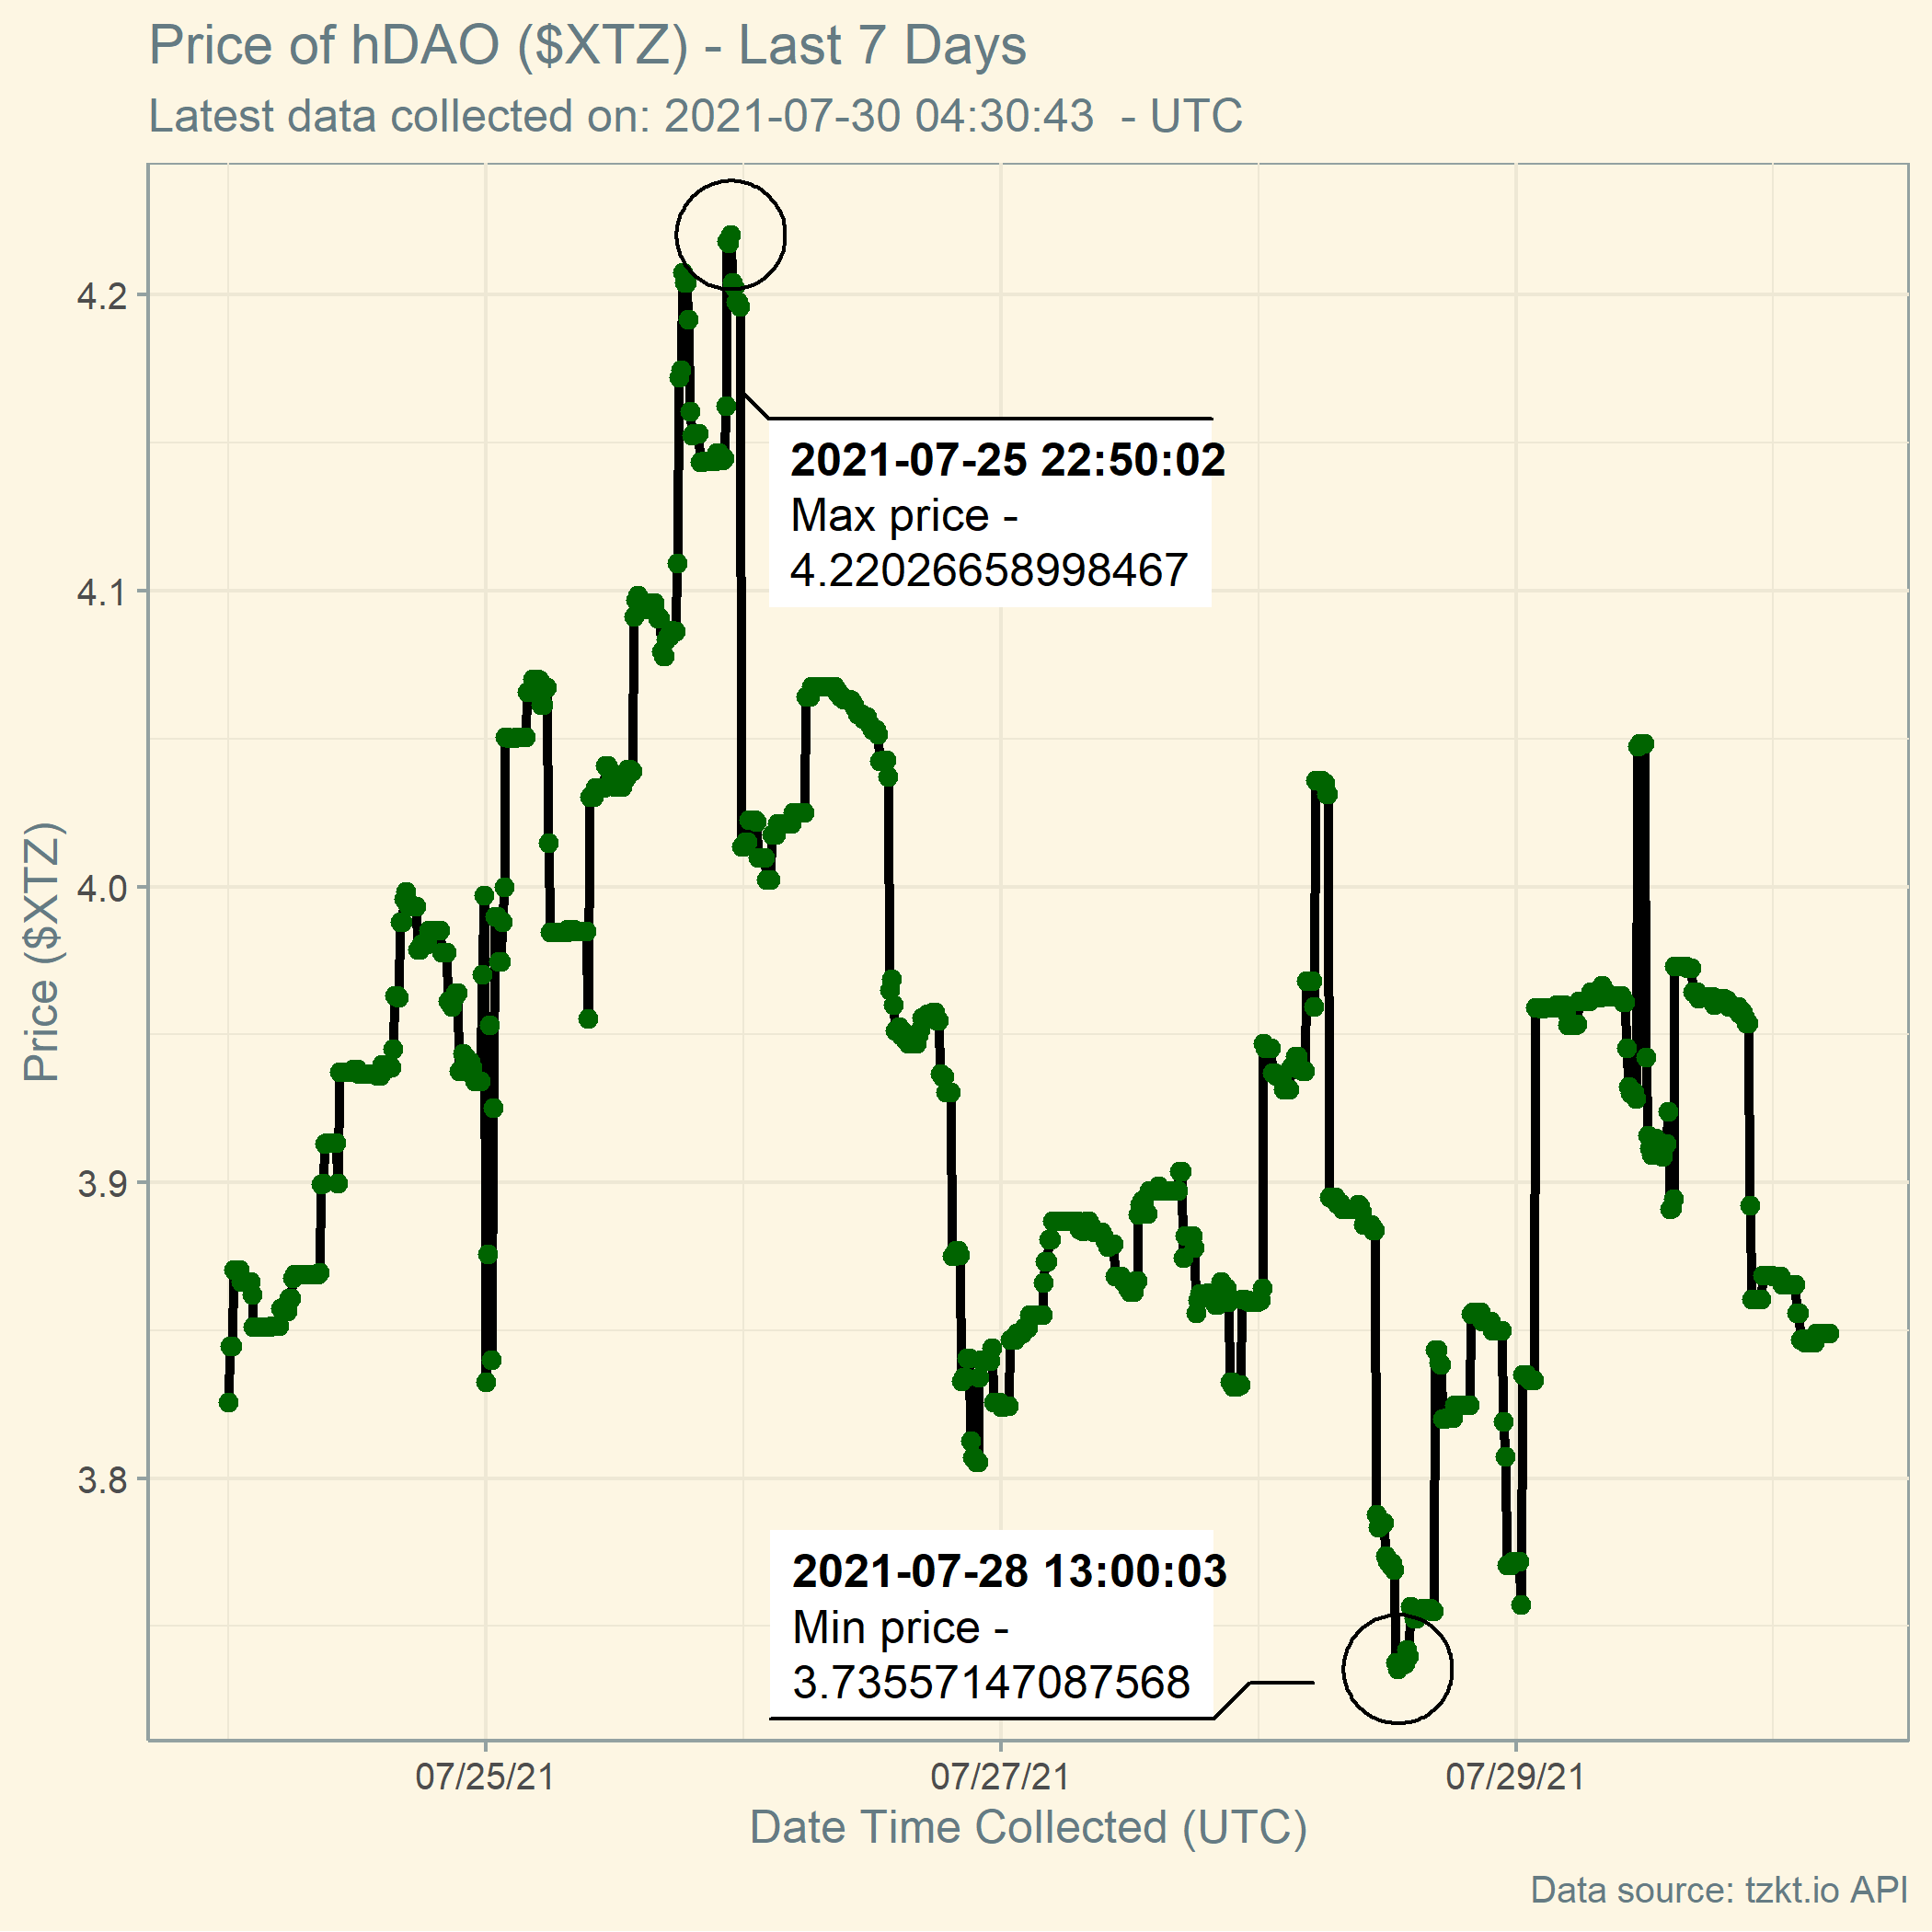 Price of hDAO ($XTZ) - Last 7 Days
Latest data collected on: 2021-07-30 04:30:43  - UTC
Price ($XTZ)
4.2
4.1
4.0
3.9
3.8
2021-07-25 22:50:02
Max price -
4.22026658998467
2021-07-28 13:00:03
Min price -
3.73557147087568
07/25/21
07/27/21
07/29/21
Date Time Collected (UTC)
Data source: tzkt.io API